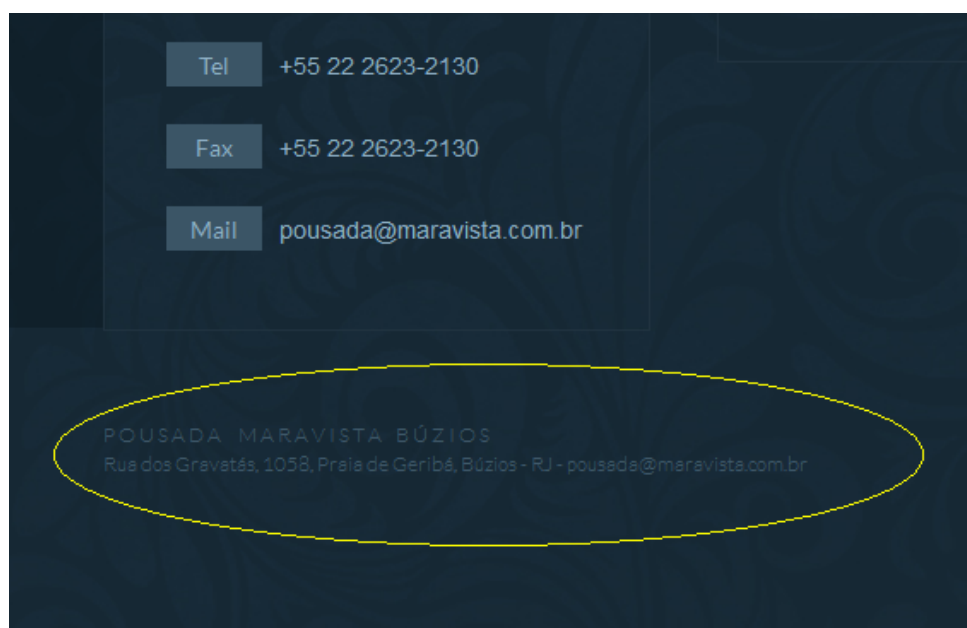 Tel +55 22 2623-2130
Fax +55 22 2623-2130
Mail pousada@maravista.com.br
POUSADA MARAVISTA BÚZIOS
Rua dos Gravatás, 1058, Praia de Geribá, Búzios - RJ - pousada@maravista.com.br